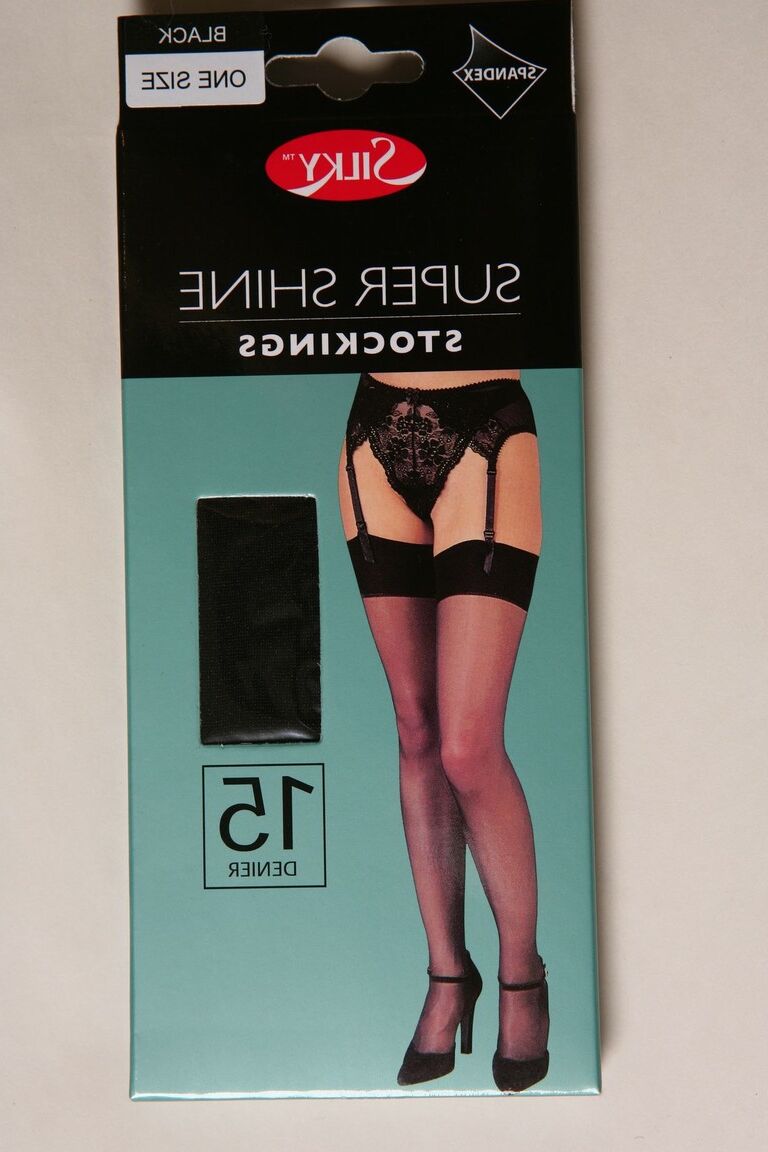 BLACK
ONE SIZE
SPANDEX
SILKY™
SUPER SHINE
STOCKINGS
15
DENIER